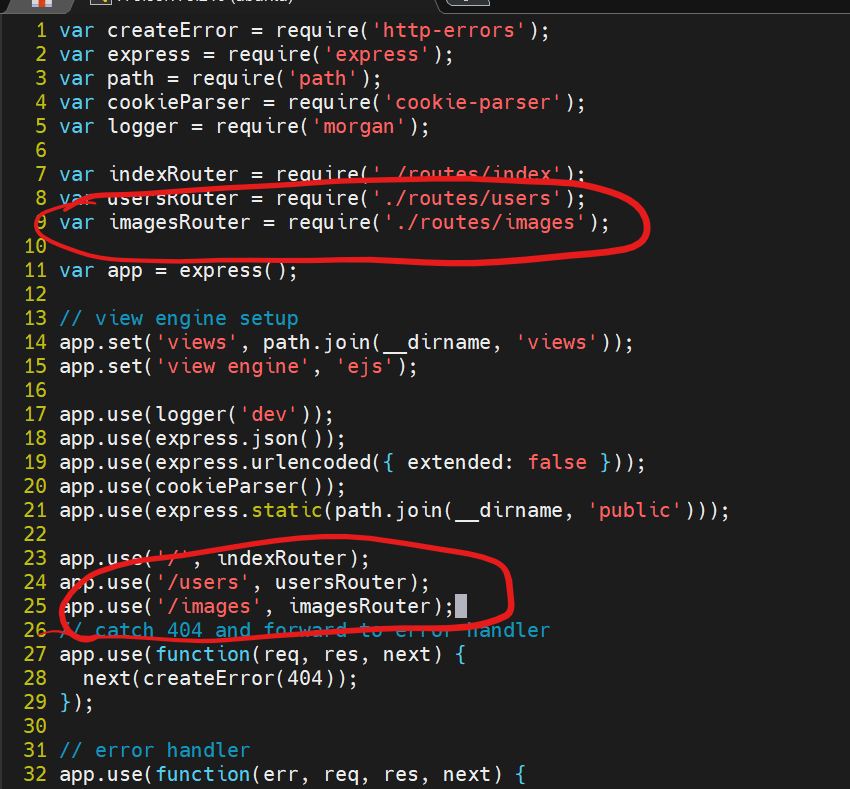 1 var createError = require('http-errors');
2 var express = require('express');
3 var path = require('path');
4 var cookieParser = require('cookie-parser');
5 var logger = require('morgan');
6
7 var indexRouter = require('./routes/index');
8 var usersRouter = require('./routes/users');
9 var imagesRouter = require('./routes/images');
10
11 var app = express();
12
13 // view engine setup
14 app.set('views', path.join(__dirname, 'views'));
15 app.set('view engine', 'ejs');
16
17 app.use(logger('dev'));
18 app.use(express.json());
19 app.use(express.urlencoded({ extended: false }));
20 app.use(cookieParser());
21 app.use(express.static(path.join(__dirname, 'public')));
22
23 app.use('/', indexRouter);
24 app.use('/users', usersRouter);
25 app.use('/images', imagesRouter);
26 // catch 404 and forward to error handler
27 app.use(function(req, res, next) {
28   next(createError(404));
29 });
30
31 // error handler
32 app.use(function(err, req, res, next) {